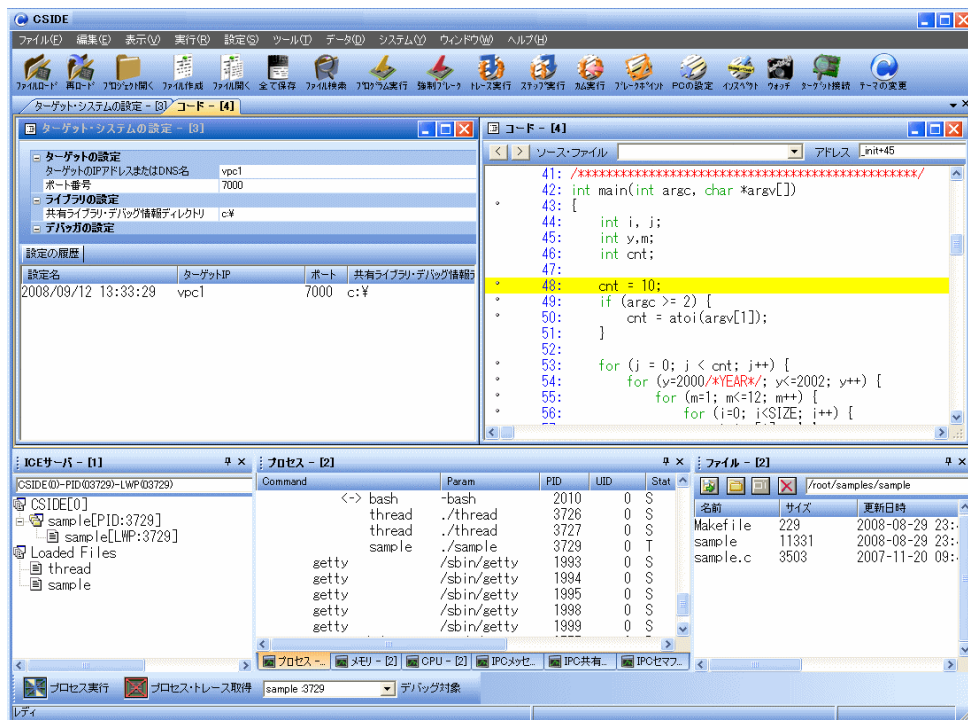 CSIDE
ファイル(F) 編集(E) 表示(V) 実行(R) 設定(S) ツール(T) データ(D) システム(Y) ウィンドウ(W) ヘルプ(H)
ファイルロード 再ロード プロジェクト開く ファイル作成 ファイル開く 全て保存 ファイル検索 プログラム実行 強制ブレーク トレース実行 ステップ実行 カム実行 ブレークポイント PCの設定 インスペクト ウォッチ ターゲット接続 テーマの変更
ターゲット・システムの設定 - [3] コード - [4]
ターゲット・システムの設定 - [3]
ターゲットの設定
ターゲットのIPアドレスまたはDNS名 vpc1
ポート番号 7000
ライブラリの設定
共有ライブラリ・デバッグ情報ディレクトリ c:¥
デバッガの設定
設定の履歴
設定名 ターゲットIP ポート 共有ライブラリ・デバッグ情報
2008/09/12 13:33:29 vpc1 7000 c:¥
コード - [4]
< > ソース・ファイル アドレス _init+45
41: /*************************************************/
42: int main(int argc, char *argv[])
43: {
44: int i, j;
45: int y,m;
46: int cnt;
47:
48: cnt = 10;
49: if (argc >= 2) {
50: cnt = atoi(argv[1]);
51: }
52:
53: for (j = 0; j < cnt; j++) {
54: for (y=2000/*YEAR*/; y<=2002; y++) {
55: for (m=1; m<=12; m++) {
56: for (i=0; i<SIZE; i++) {
ICEサーバ - [1]
CSIDE(0)-PID(03729)-LWP(03729)
CSIDE[0]
sample[PID:3729]
sample[LWP:3729]
Loaded Files
thread
sample
プロセス - [2]
Command Param PID UID Stat
<-> bash -bash 2010 0 S
thread ./thread 3726 0 S
thread ./thread 3727 0 S
sample ./sample 3729 0 T
getty /sbin/getty 1993 0 S
getty /sbin/getty 1994 0 S
getty /sbin/getty 1995 0 S
getty /sbin/getty 1998 0 S
getty /sbin/getty 1999 0 S
プロセス -... メモリ - [2] CPU - [2] IPCメッセ... IPC共有... IPCセマフ...
ファイル - [2]
/root/samples/sample
名前 サイズ 更新日時
Makefile 229 2008-08-29 23:
sample 11331 2008-08-29 23:
sample.c 3503 2007-11-20 09:
プロセス実行 プロセス・トレース取得 sample :3729 デバッグ対象
レディ